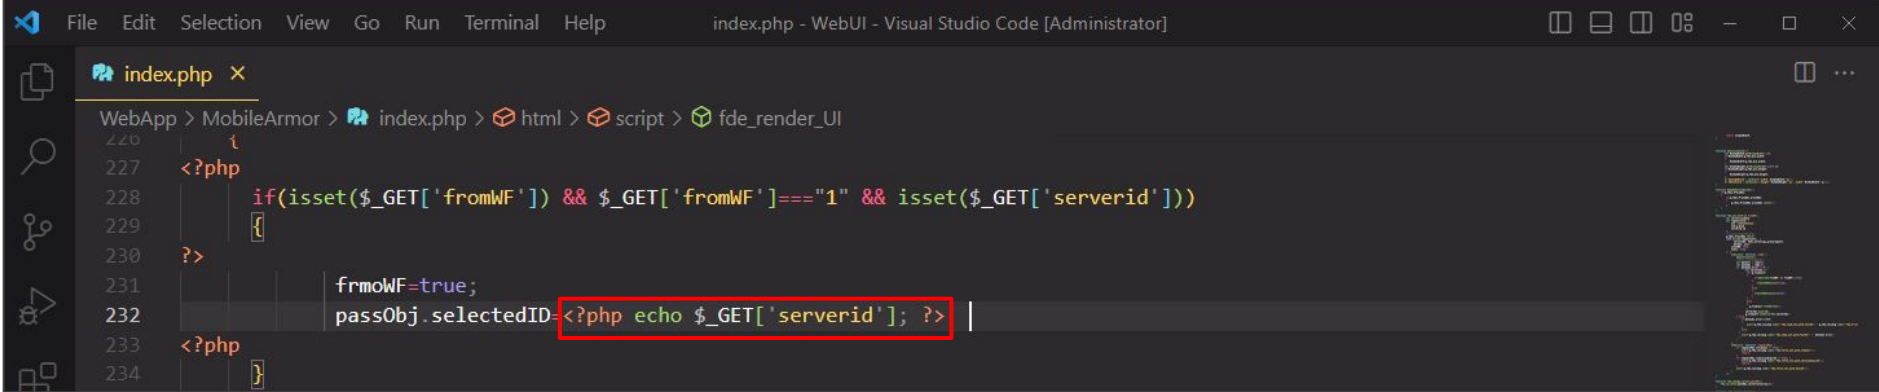 File Edit Selection View Go Run Terminal Help index.php - WebUI - Visual Studio Code [Administrator]
index.php
WebApp > MobileArmor > index.php > html > script > fde_render_UI
226 {
227 <?php
228 if(isset($_GET['fromWF']) && $_GET['fromWF']==="1" && isset($_GET['serverid']))
229 {
230 ?>
231 frmoWF=true;
232 passObj.selectedID=<?php echo $_GET['serverid']; ?>
233 <?php
234 }